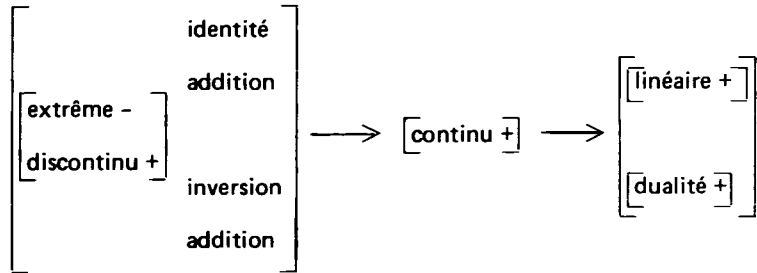 identité
addition
extrême -
discontinu +
inversion
addition
continu +
linéaire +
dualité +